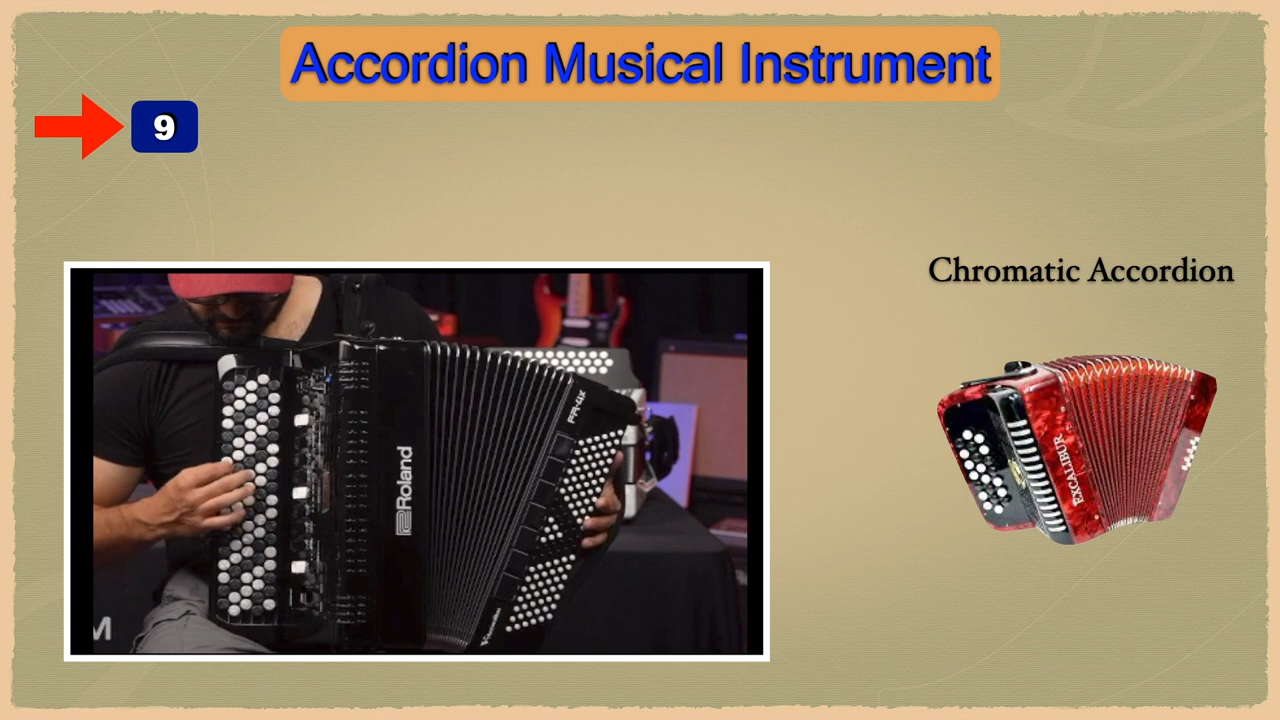 Accordion Musical Instrument
9
Chromatic Accordion
Roland
FR-4X
EXCALIBUR
M